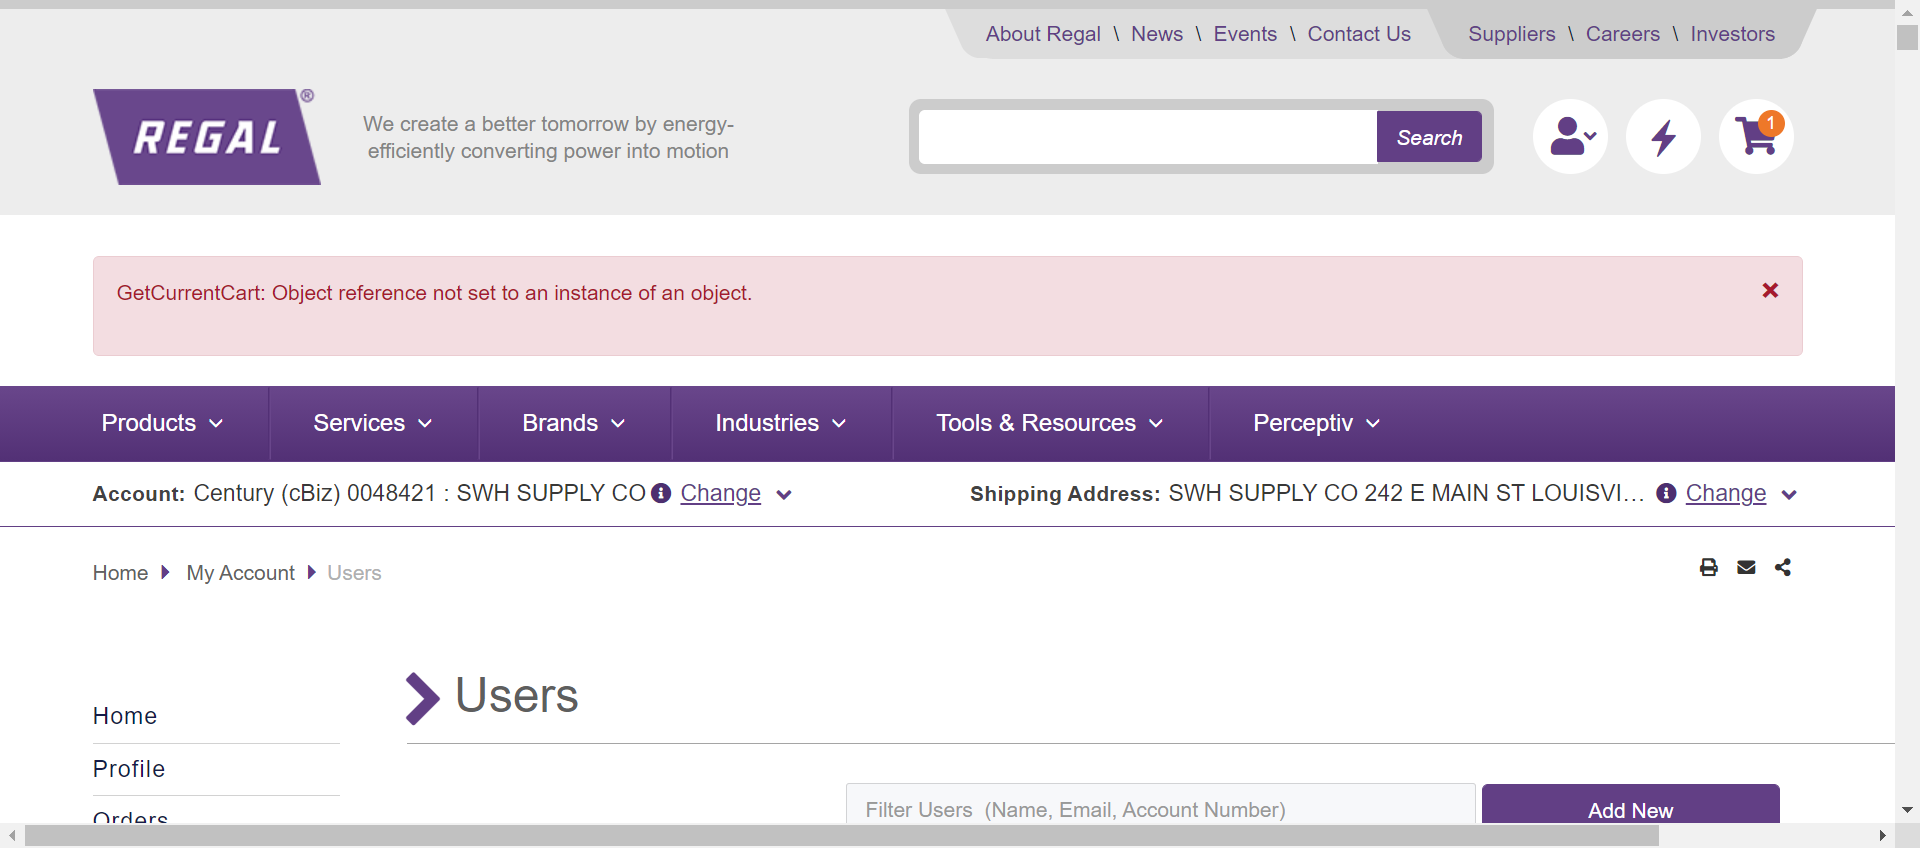 About Regal \ News \ Events \ Contact Us
Suppliers \ Careers \ Investors
REGAL®
We create a better tomorrow by energy-
efficiently converting power into motion
Search
1
GetCurrentCart: Object reference not set to an instance of an object.
Products
Services
Brands
Industries
Tools & Resources
Perceptiv
Account: Century (cBiz) 0048421 : SWH SUPPLY CO Change
Shipping Address: SWH SUPPLY CO 242 E MAIN ST LOUISVI... Change
Home My Account Users
Users
Home
Profile
Orders
Filter Users (Name, Email, Account Number)
Add New